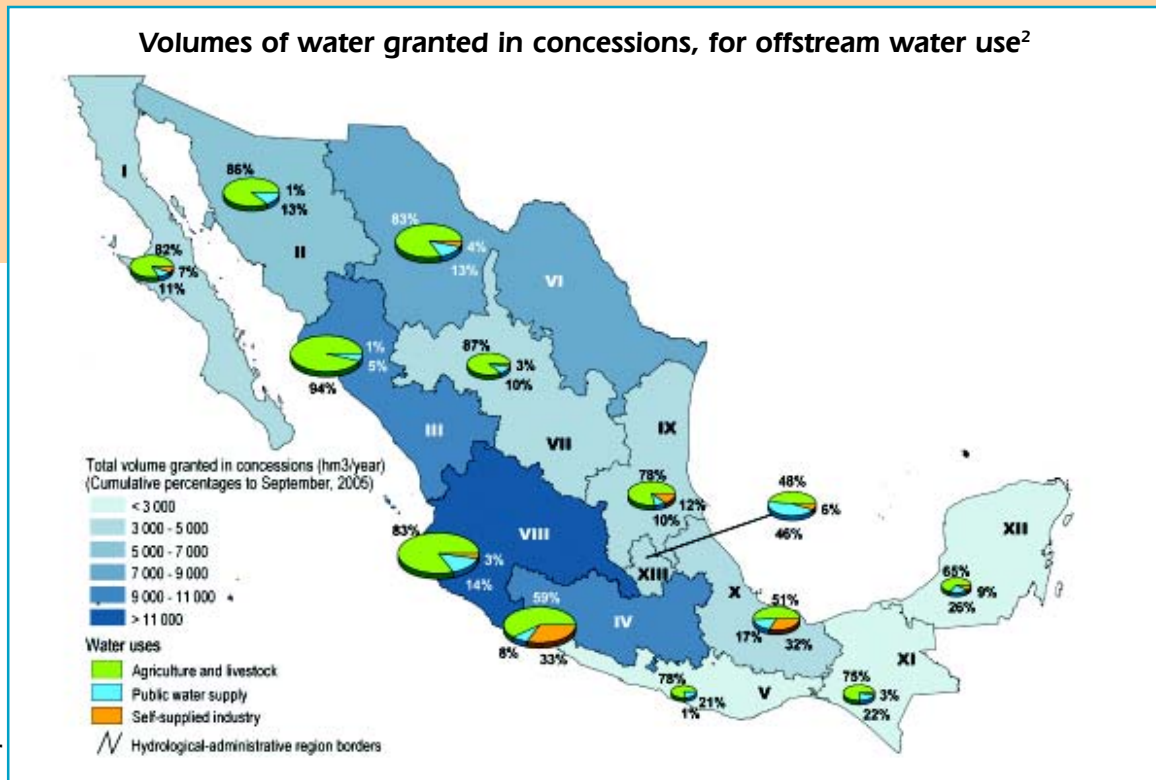 Volumes of water granted in concessions, for offstream water use²
I
86%
1%
13%
II
82%
7%
11%
83%
4%
13%
VI
1%
5%
94%
III
87%
3%
10%
VII
IX
78%
12%
10%
48%
6%
46%
XIII
83%
3%
14%
VIII
59%
8%
33%
IV
X
51%
17%
32%
XII
65%
9%
26%
XI
75%
3%
22%
V
78%
21%
1%
Total volume granted in concessions (hm3/year)
(Cumulative percentages to September, 2005)
< 3 000
3 000 - 5 000
5 000 - 7 000
7 000 - 9 000
9 000 - 11 000
> 11 000
Water uses
Agriculture and livestock
Public water supply
Self-supplied industry
Hydrological-administrative region borders